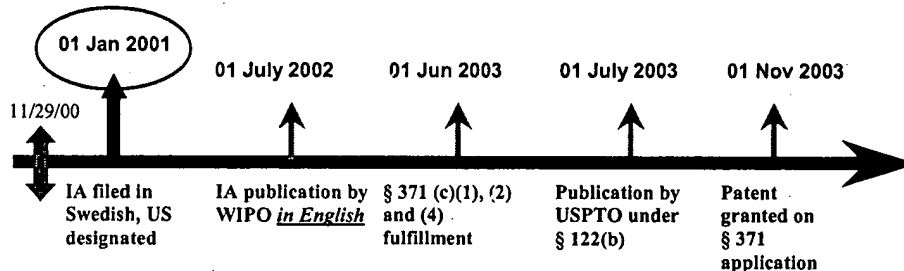 01 Jan 2001
01 July 2002
01 Jun 2003
01 July 2003
01 Nov 2003
11/29/00
IA filed in
Swedish, US
designated
IA publication by
WIPO in English
§ 371 (c)(1), (2)
and (4)
fulfillment
Publication by
USPTO under
§ 122(b)
Patent
granted on
§ 371
application